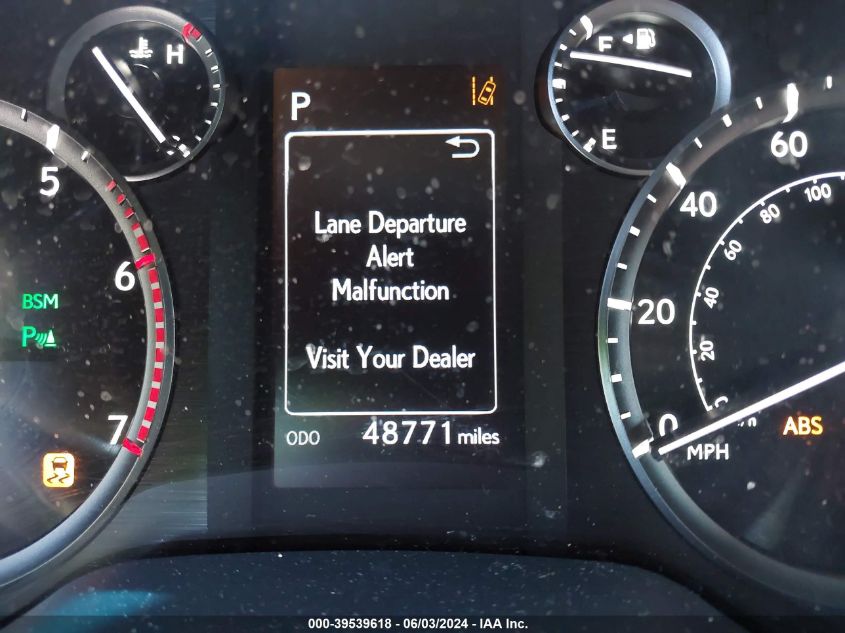 H
F
E
P
5
6
7
BSM
P
Lane Departure
Alert
Malfunction
Visit Your Dealer
ODO 48771 miles
60
40
20
0
100
80
60
40
20
0
MPH
ABS
000-39539618 - 06/03/2024 - IAA Inc.